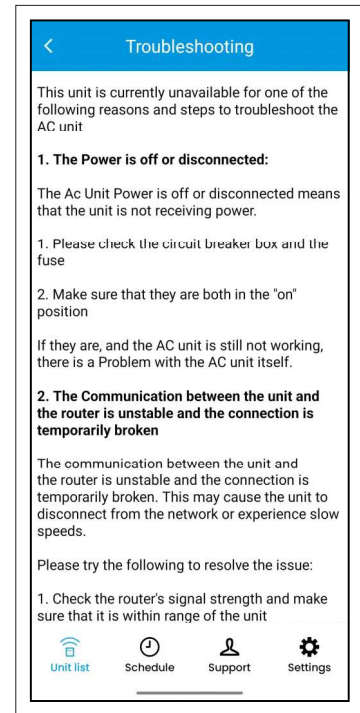 Troubleshooting
This unit is currently unavailable for one of the
following reasons and steps to troubleshoot the
AC unit
1. The Power is off or disconnected:
The Ac Unit Power is off or disconnected means
that the unit is not receiving power.
1. Please check the circuit breaker box and the
fuse
2. Make sure that they are both in the "on"
position
If they are, and the AC unit is still not working,
there is a Problem with the AC unit itself.
2. The Communication between the unit and
the router is unstable and the connection is
temporarily broken
The communication between the unit and
the router is unstable and the connection is
temporarily broken. This may cause the unit to
disconnect from the network or experience slow
speeds.
Please try the following to resolve the issue:
1. Check the router's signal strength and make
sure that it is within range of the unit
Unit list Schedule Support Settings